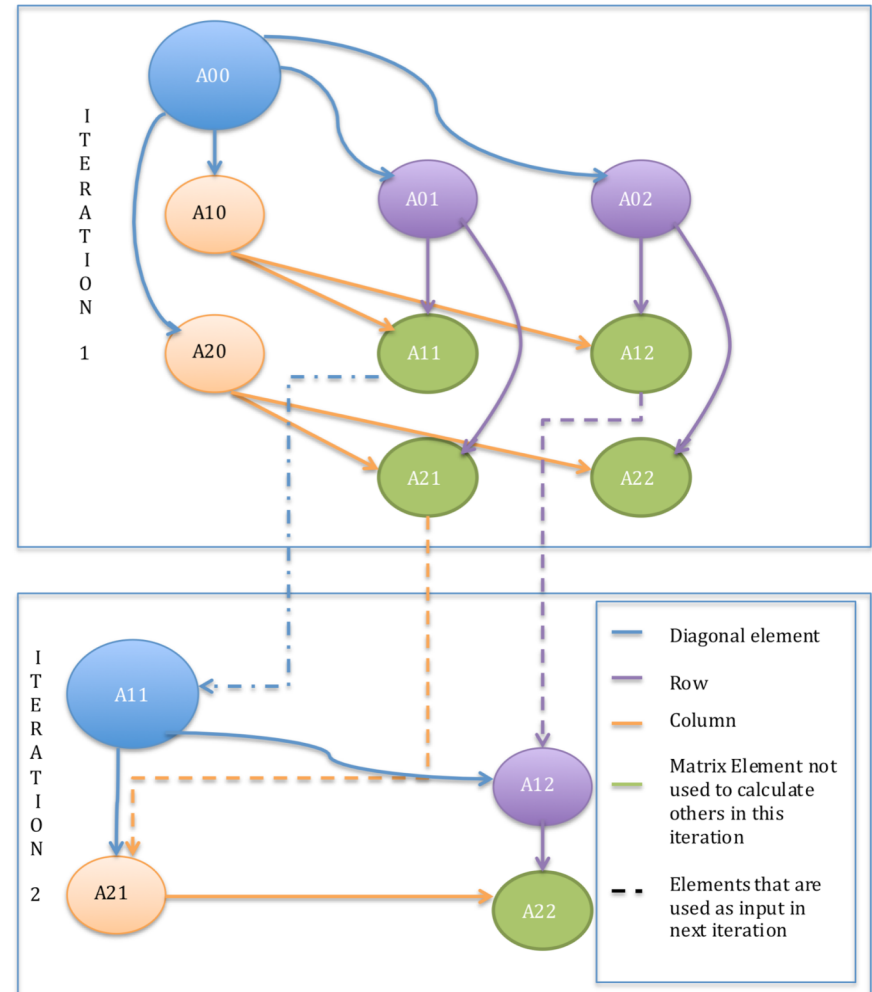 I
T
E
R
A
T
I
O
N
1
A00
A10
A01
A02
A20
A11
A12
A21
A22
I
T
E
R
A
T
I
O
N
2
A11
A12
A21
A22
Diagonal element
Row
Column
Matrix Element not
used to calculate
others in this
iteration
Elements that are
used as input in
next iteration